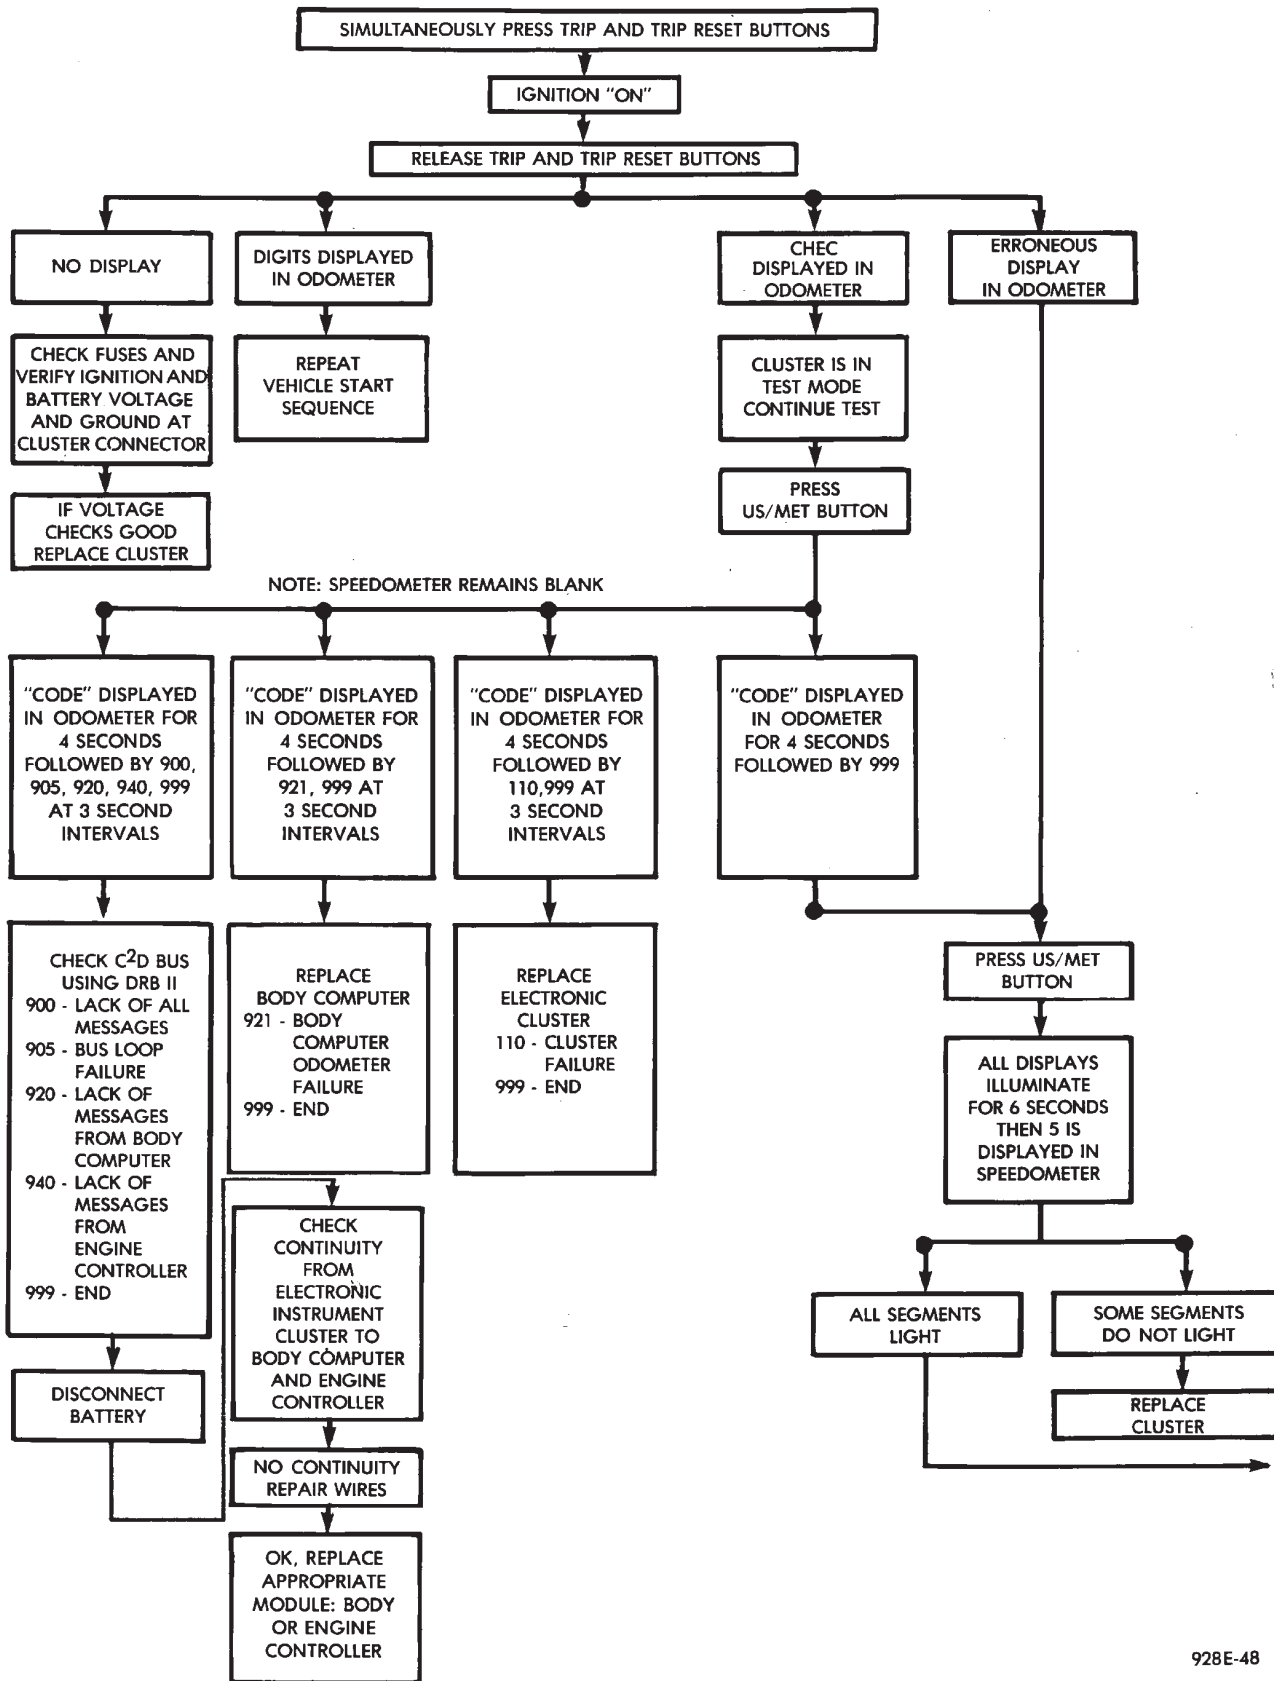 SIMULTANEOUSLY PRESS TRIP AND TRIP RESET BUTTONS
IGNITION "ON"
RELEASE TRIP AND TRIP RESET BUTTONS
NO DISPLAY
DIGITS DISPLAYED
IN ODOMETER
CHEC
DISPLAYED IN
ODOMETER
ERRONEOUS
DISPLAY
IN ODOMETER
CHECK FUSES AND
VERIFY IGNITION AND
BATTERY VOLTAGE
AND GROUND AT
CLUSTER CONNECTOR
REPEAT
VEHICLE START
SEQUENCE
CLUSTER IS IN
TEST MODE
CONTINUE TEST
IF VOLTAGE
CHECKS GOOD
REPLACE CLUSTER
PRESS
US/MET BUTTON
NOTE: SPEEDOMETER REMAINS BLANK
"CODE" DISPLAYED
IN ODOMETER FOR
4 SECONDS
FOLLOWED BY 900,
905, 920, 940, 999
AT 3 SECOND
INTERVALS
"CODE" DISPLAYED
IN ODOMETER FOR
4 SECONDS
FOLLOWED BY
921, 999 AT
3 SECOND
INTERVALS
"CODE" DISPLAYED
IN ODOMETER FOR
4 SECONDS
FOLLOWED BY
110,999 AT
3 SECOND
INTERVALS
"CODE" DISPLAYED
IN ODOMETER
FOR 4 SECONDS
FOLLOWED BY 999
CHECK C²D BUS
USING DRB II
900 - LACK OF ALL
MESSAGES
905 - BUS LOOP
FAILURE
920 - LACK OF
MESSAGES
FROM BODY
COMPUTER
940 - LACK OF
MESSAGES
FROM
ENGINE
CONTROLLER
999 - END
REPLACE
BODY COMPUTER
921 - BODY
COMPUTER
ODOMETER
FAILURE
999 - END
REPLACE
ELECTRONIC
CLUSTER
110 - CLUSTER
FAILURE
999 - END
PRESS US/MET
BUTTON
ALL DISPLAYS
ILLUMINATE
FOR 6 SECONDS
THEN 5 IS
DISPLAYED IN
SPEEDOMETER
DISCONNECT
BATTERY
CHECK
CONTINUITY
FROM
ELECTRONIC
INSTRUMENT
CLUSTER TO
BODY COMPUTER
AND ENGINE
CONTROLLER
ALL SEGMENTS
LIGHT
SOME SEGMENTS
DO NOT LIGHT
REPLACE
CLUSTER
NO CONTINUITY
REPAIR WIRES
OK, REPLACE
APPROPRIATE
MODULE: BODY
OR ENGINE
CONTROLLER
928E-48